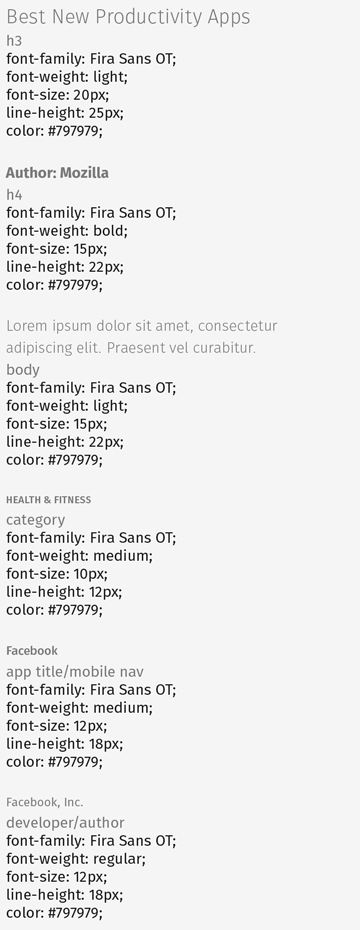 Best New Productivity Apps
h3
font-family: Fira Sans OT;
font-weight: light;
font-size: 20px;
line-height: 25px;
color: #797979;
Author: Mozilla
h4
font-family: Fira Sans OT;
font-weight: bold;
font-size: 15px;
line-height: 22px;
color: #797979;
Lorem ipsum dolor sit amet, consectetur
adipiscing elit. Praesent vel curabitur.
body
font-family: Fira Sans OT;
font-weight: light;
font-size: 15px;
line-height: 22px;
color: #797979;
HEALTH & FITNESS
category
font-family: Fira Sans OT;
font-weight: medium;
font-size: 10px;
line-height: 12px;
color: #797979;
Facebook
app title/mobile nav
font-family: Fira Sans OT;
font-weight: medium;
font-size: 12px;
line-height: 18px;
color: #797979;
Facebook, Inc.
developer/author
font-family: Fira Sans OT;
font-weight: regular;
font-size: 12px;
line-height: 18px;
color: #797979;